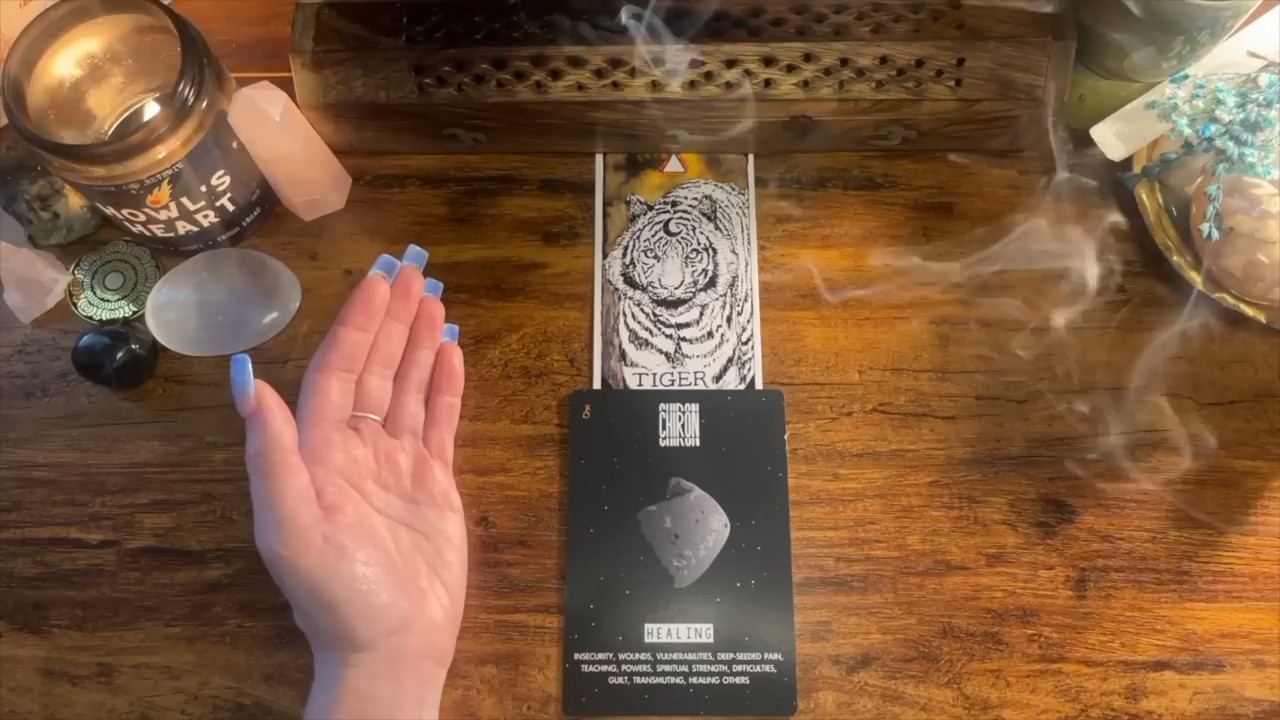 HOWL'S
HEART
TIGER
CHIRON
HEALING
INSECURITY, WOUNDS, VULNERABILITIES, DEEP-SEEDED PAIN,
TEACHING, POWERS, SPIRITUAL STRENGTH, DIFFICULTIES,
GUILT, TRANSMUTING, HEALING OTHERS